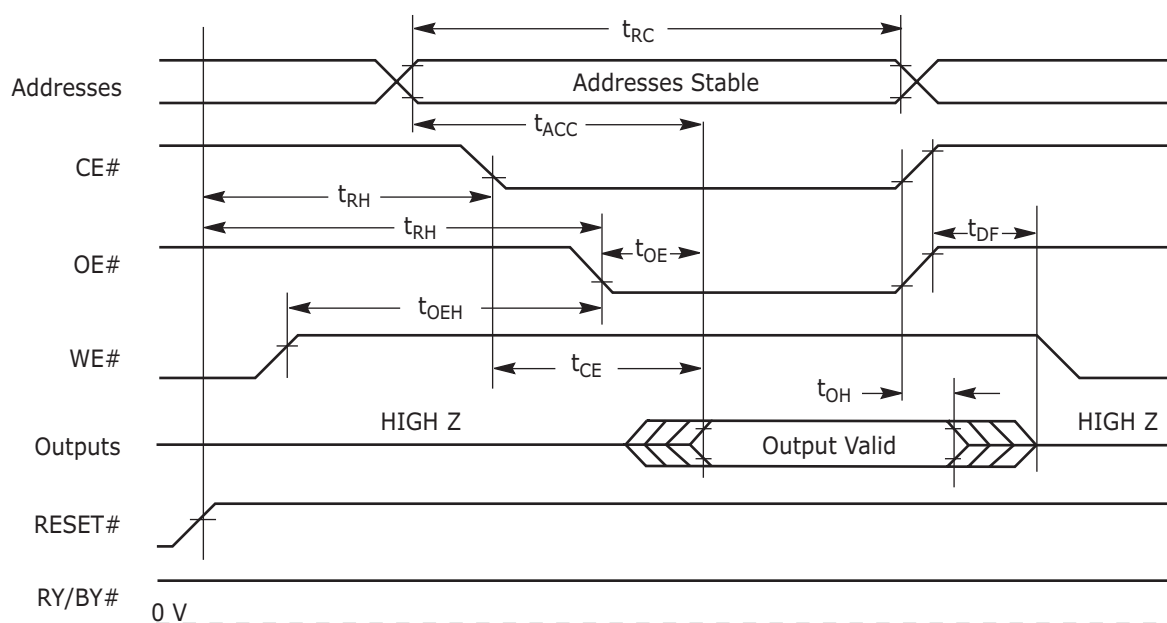 tRC
Addresses
Addresses Stable
tACC
CE#
tRH
tRH
tOE
tDF
OE#
tOEH
WE#
tCE
tOH
HIGH Z
HIGH Z
Outputs
Output Valid
RESET#
RY/BY#
0 V